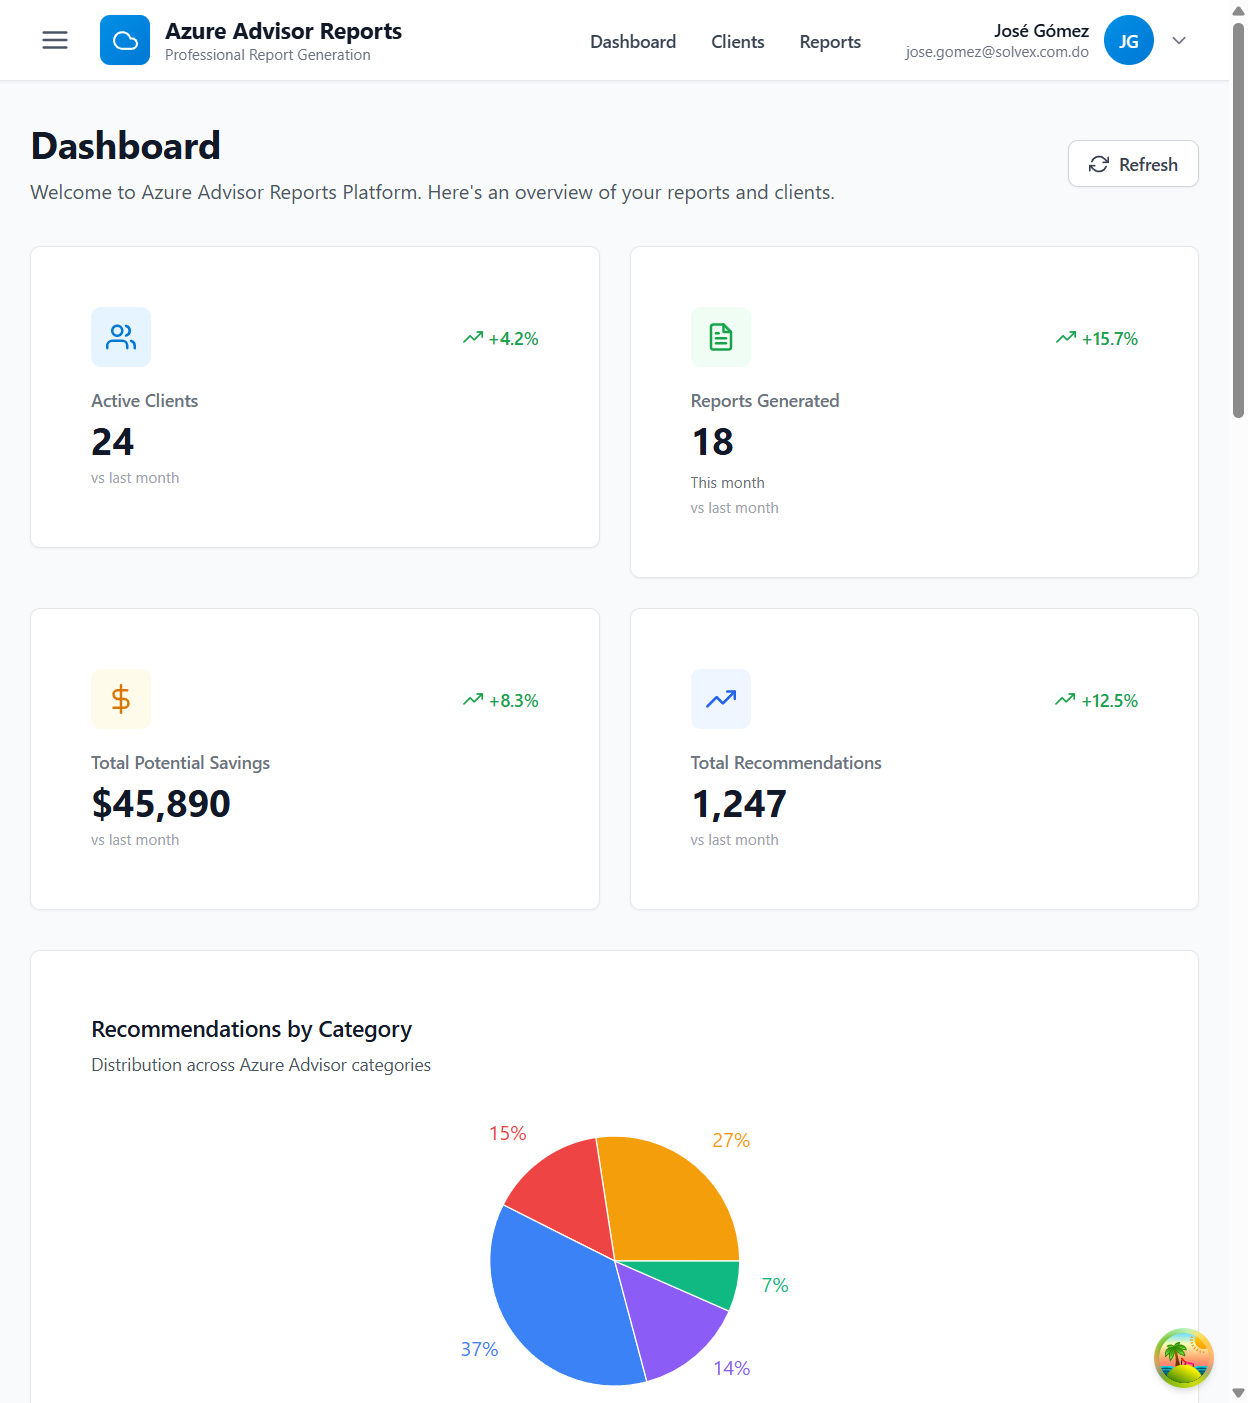 Azure Advisor Reports
Professional Report Generation
Dashboard
Clients
Reports
José Gómez
jose.gomez@solvex.com.do
JG
Dashboard
Welcome to Azure Advisor Reports Platform. Here's an overview of your reports and clients.
Refresh
+4.2%
Active Clients
24
vs last month
+15.7%
Reports Generated
18
This month
vs last month
$
+8.3%
Total Potential Savings
$45,890
vs last month
+12.5%
Total Recommendations
1,247
vs last month
Recommendations by Category
Distribution across Azure Advisor categories
15%
27%
7%
37%
14%